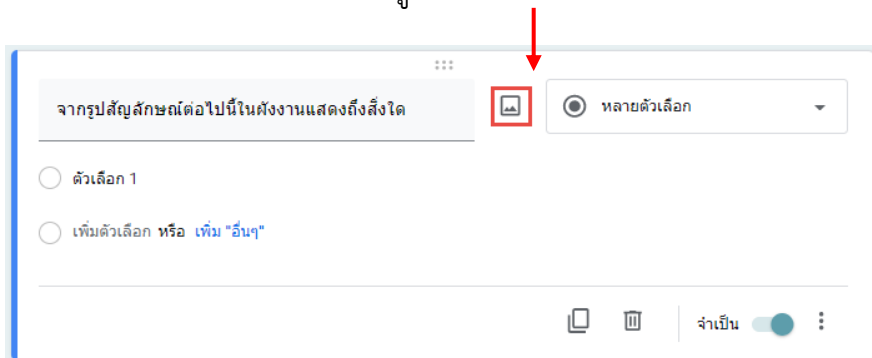 จากรูปสัญลักษณ์ต่อไปนี้ในผังงานแสดงถึงสิ่งใด
หลายตัวเลือก
ตัวเลือก 1
เพิ่มตัวเลือก หรือ เพิ่ม "อื่นๆ"
จำเป็น